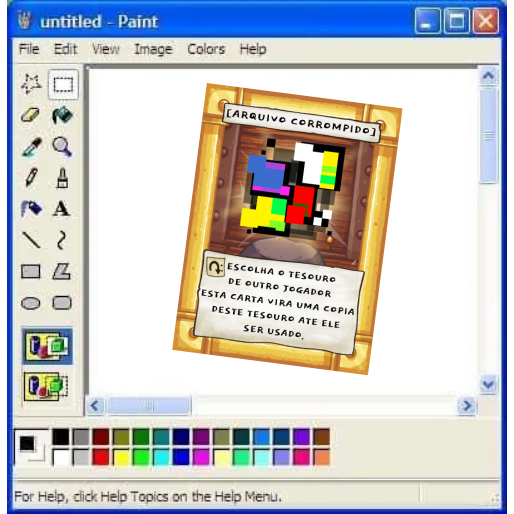 untitled - Paint
File Edit View Image Colors Help
A
[ARQUIVO CORROMPIDO]
ESCOLHA O TESOURO
DE OUTRO JOGADOR
ESTA CARTA VIRA UMA COPIA
DESTE TESOURO ATE ELE
SER USADO.
For Help, click Help Topics on the Help Menu.